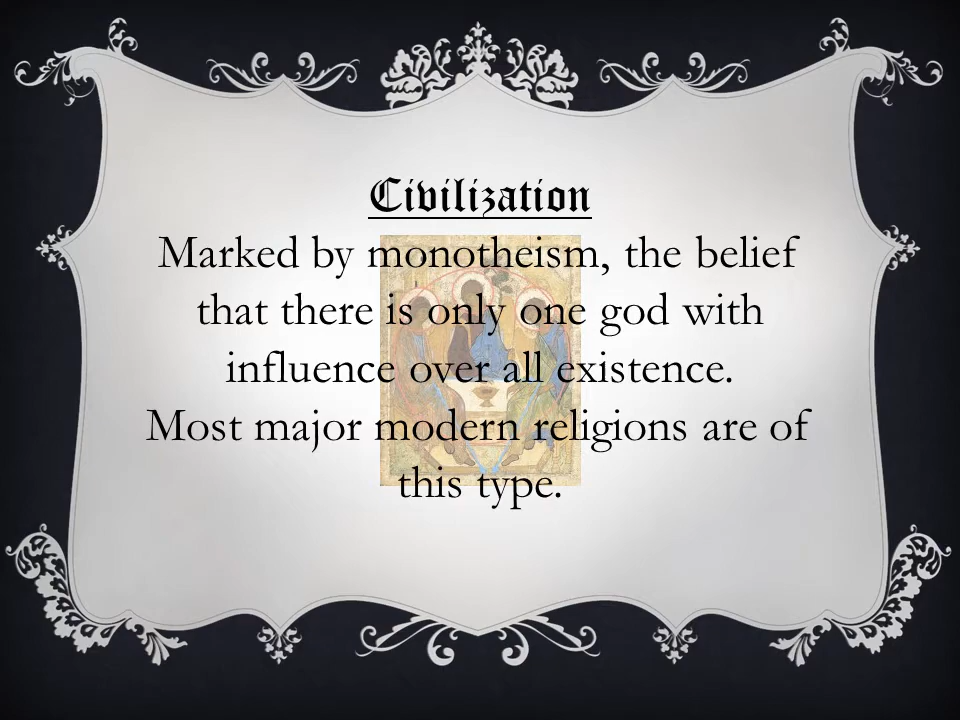 Civilization
Marked by monotheism, the belief
that there is only one god with
influence over all existence.
Most major modern religions are of
this type.